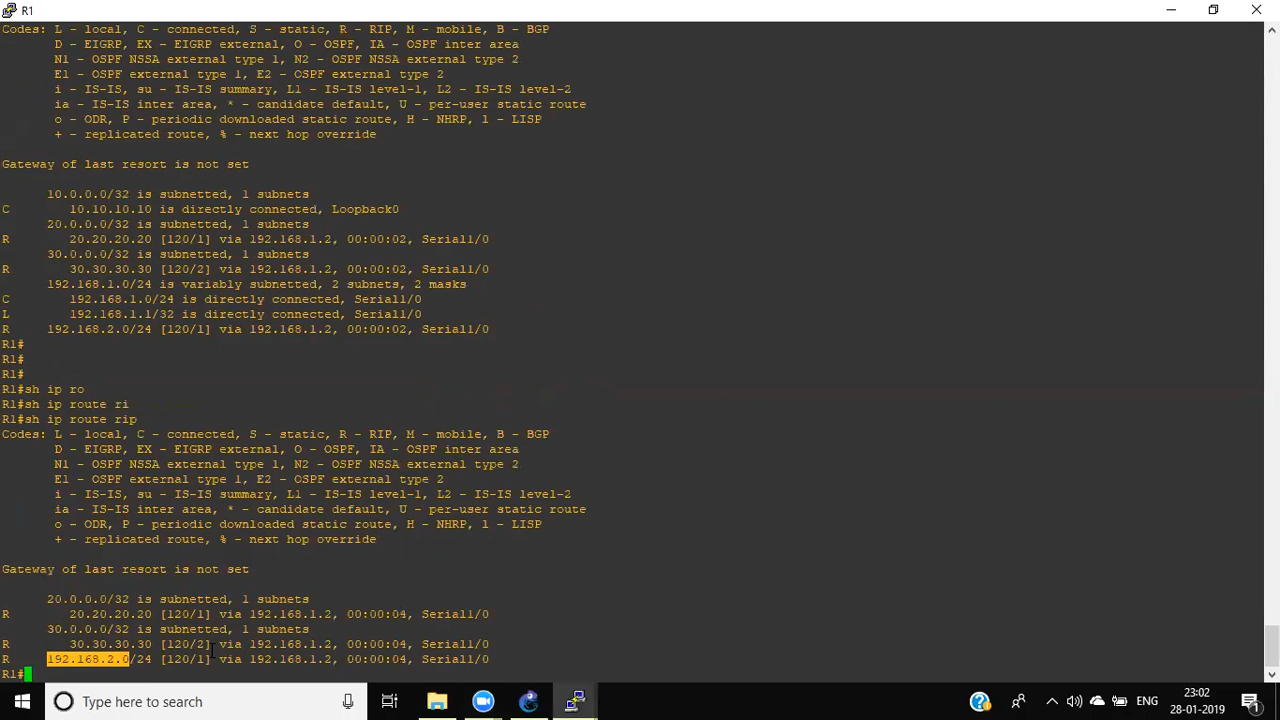 R1
Codes: L - local, C - connected, S - static, R - RIP, M - mobile, B - BGP
D - EIGRP, EX - EIGRP external, O - OSPF, IA - OSPF inter area
N1 - OSPF NSSA external type 1, N2 - OSPF NSSA external type 2
E1 - OSPF external type 1, E2 - OSPF external type 2
i - IS-IS, su - IS-IS summary, L1 - IS-IS level-1, L2 - IS-IS level-2
ia - IS-IS inter area, * - candidate default, U - per-user static route
o - ODR, P - periodic downloaded static route, H - NHRP, l - LISP
+ - replicated route, % - next hop override
Gateway of last resort is not set
10.0.0.0/32 is subnetted, 1 subnets
C 10.10.10.10 is directly connected, Loopback0
20.0.0.0/32 is subnetted, 1 subnets
R 20.20.20.20 [120/1] via 192.168.1.2, 00:00:02, Serial1/0
30.0.0.0/32 is subnetted, 1 subnets
R 30.30.30.30 [120/2] via 192.168.1.2, 00:00:02, Serial1/0
192.168.1.0/24 is variably subnetted, 2 subnets, 2 masks
C 192.168.1.0/24 is directly connected, Serial1/0
L 192.168.1.1/32 is directly connected, Serial1/0
R 192.168.2.0/24 [120/1] via 192.168.1.2, 00:00:02, Serial1/0
R1#
R1#
R1#
R1#sh ip ro
R1#sh ip route ri
R1#sh ip route rip
Codes: L - local, C - connected, S - static, R - RIP, M - mobile, B - BGP
D - EIGRP, EX - EIGRP external, O - OSPF, IA - OSPF inter area
N1 - OSPF NSSA external type 1, N2 - OSPF NSSA external type 2
E1 - OSPF external type 1, E2 - OSPF external type 2
i - IS-IS, su - IS-IS summary, L1 - IS-IS level-1, L2 - IS-IS level-2
ia - IS-IS inter area, * - candidate default, U - per-user static route
o - ODR, P - periodic downloaded static route, H - NHRP, l - LISP
+ - replicated route, % - next hop override
Gateway of last resort is not set
20.0.0.0/32 is subnetted, 1 subnets
R 20.20.20.20 [120/1] via 192.168.1.2, 00:00:04, Serial1/0
30.0.0.0/32 is subnetted, 1 subnets
R 30.30.30.30 [120/2] via 192.168.1.2, 00:00:04, Serial1/0
R 192.168.2.0/24 [120/1] via 192.168.1.2, 00:00:04, Serial1/0
R1#
Type here to search
ENG
23:02
28-01-2019
1